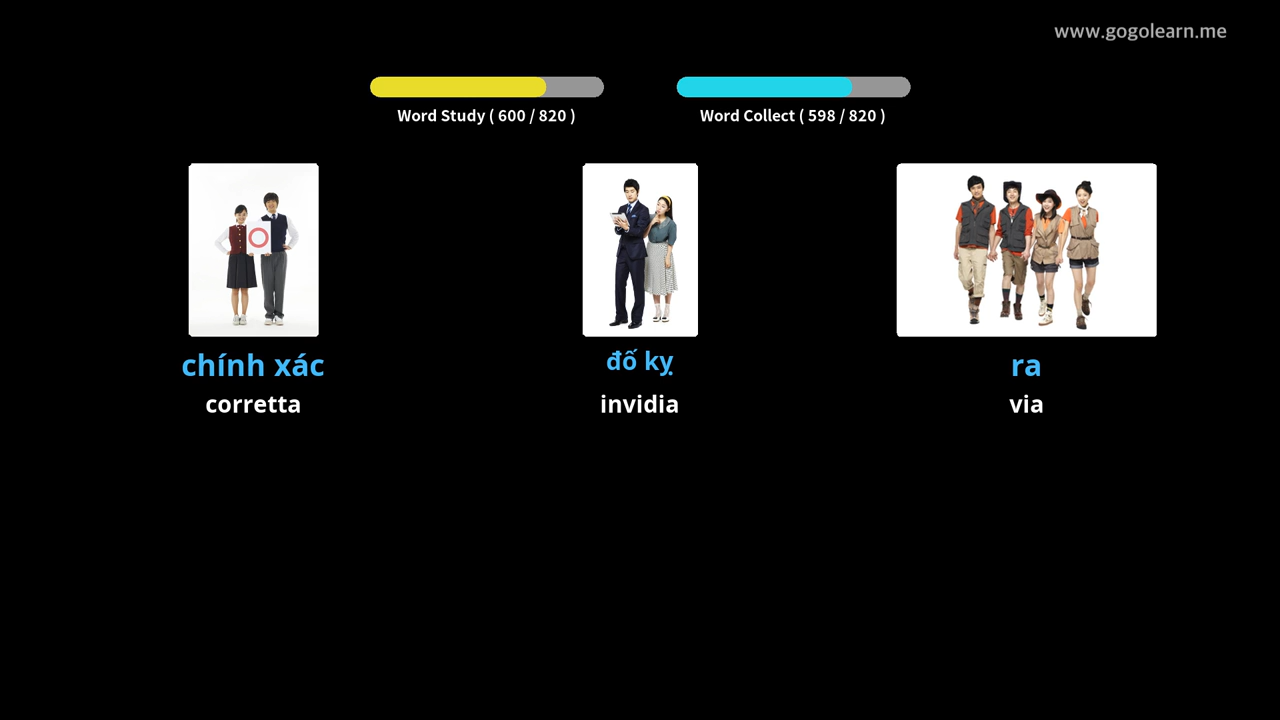 www.gogolearn.me
Word Study ( 600 / 820 )
Word Collect ( 598 / 820 )
chính xác
corretta
đố kỵ
invidia
ra
via